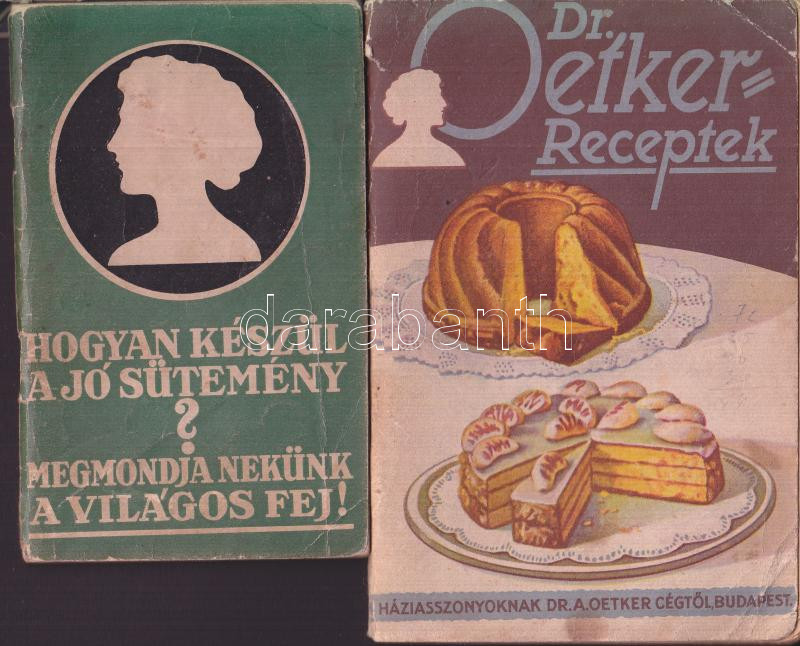 HOGYAN KÉSZÜL
A JÓ SÜTEMÉNY
?
MEGMONDJA NEKÜNK
A VILÁGOS FEJ!
Dr.
Oetker=
Receptek
HÁZIASSZONYOKNAK DR. A. OETKER CÉGTŐL, BUDAPEST.
darabanth